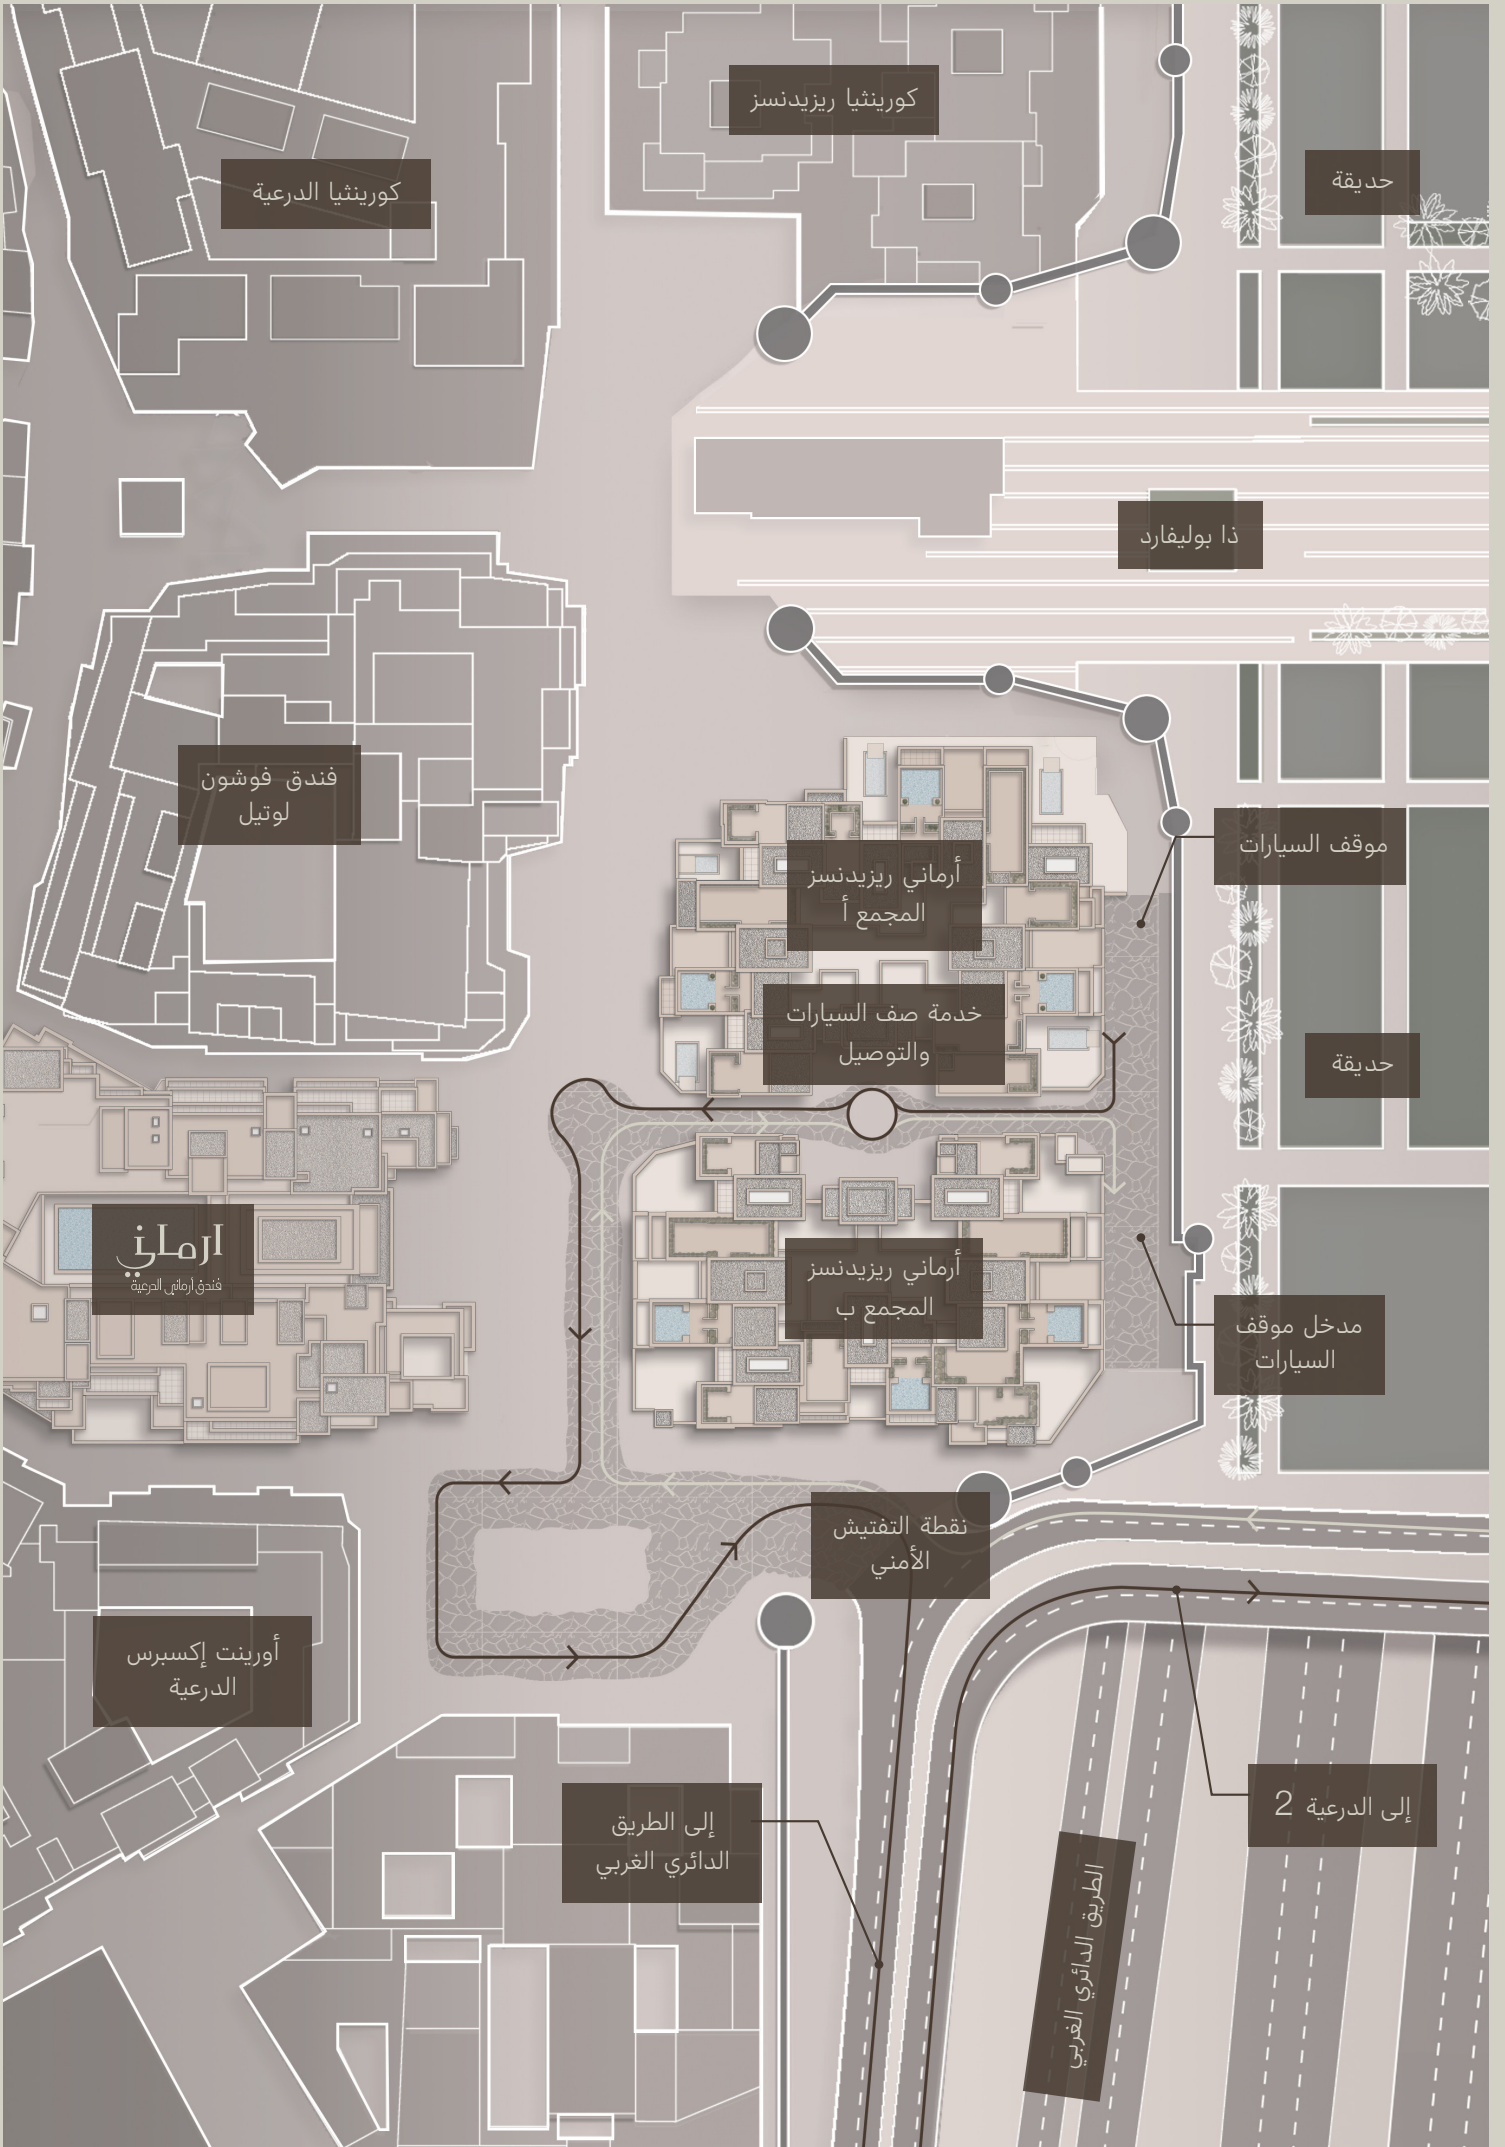 كورينثيا ريزيدنسز
كورينثيا الدرعية
حديقة
ذا بوليفارد
فندق فوشون
لوتيل
موقف السيارات
أرماني ريزيدنسز
المجمع أ
خدمة صف السيارات
والتوصيل
حديقة
ارماني
فندق أرماني الدرعية
أرماني ريزيدنسز
المجمع ب
مدخل موقف
السيارات
نقطة التفتيش
الأمني
أورينت إكسبرس
الدرعية
إلى الطريق
الدائري الغربي
إلى الدرعية 2
الطريق الدائري الغربي